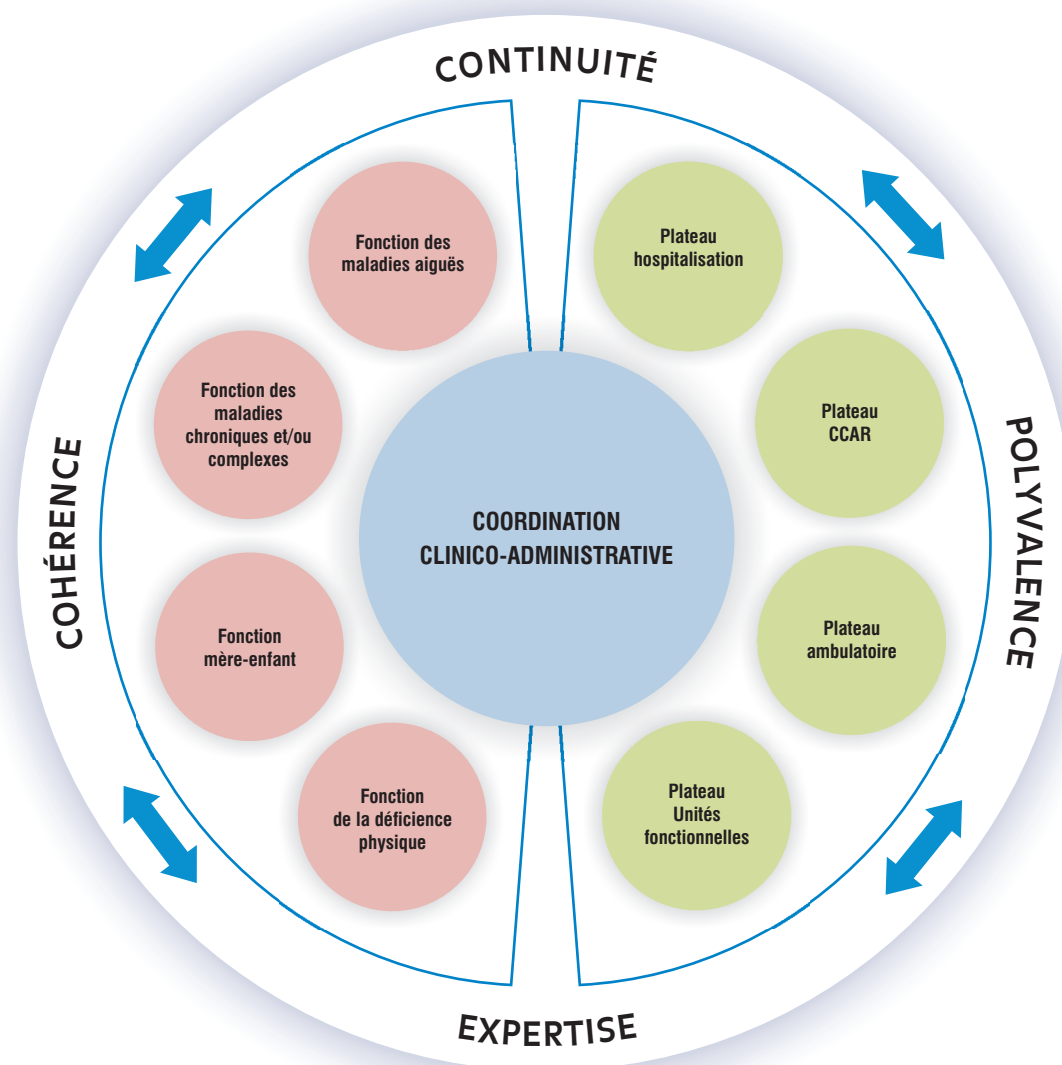 CONTINUITÉ
Fonction des
maladies aiguës
Plateau
hospitalisation
Fonction des
maladies
chroniques et/ou
complexes
Plateau
CCAR
COHÉRENCE
POLYVALENCE
COORDINATION
CLINICO-ADMINISTRATIVE
Fonction
mère-enfant
Plateau
ambulatoire
Fonction
de la déficience
physique
Plateau
Unités
fonctionnelles
EXPERTISE